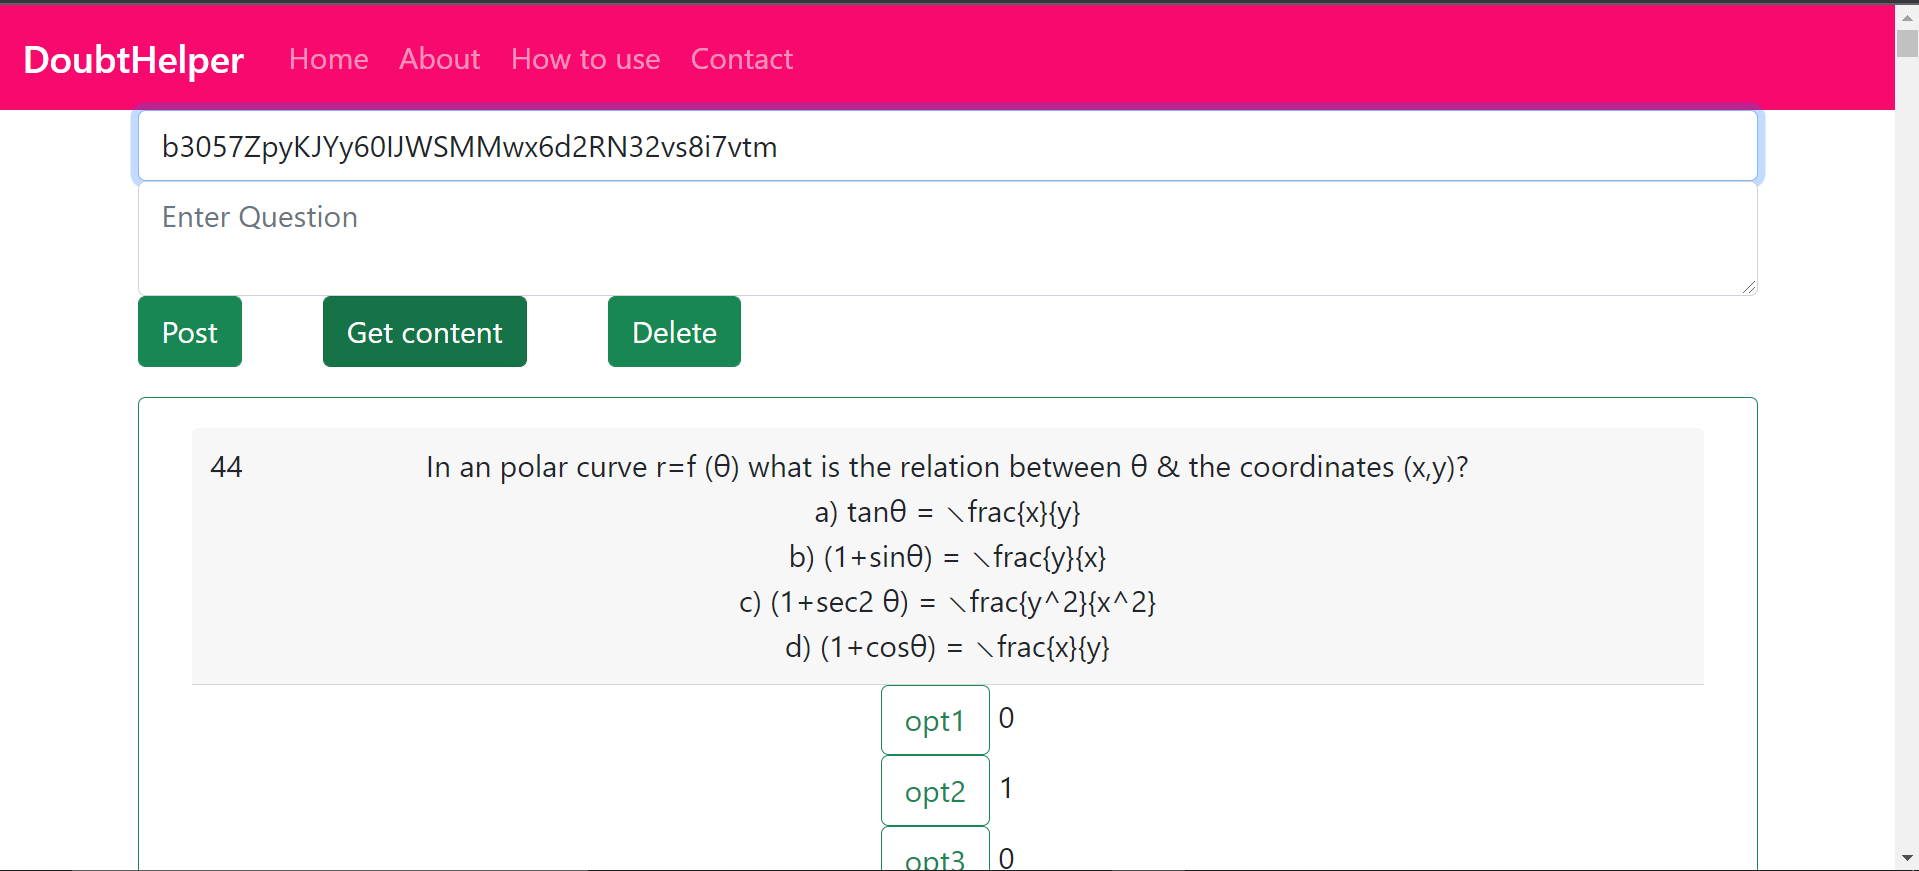 DoubtHelper Home About How to use Contact
b3057ZpyKJYy60IJWSMMwx6d2RN32vs8i7vtm
Enter Question
Post Get content Delete
44 In an polar curve r=f (θ) what is the relation between θ & the coordinates (x,y)?
a) tanθ = \frac{x}{y}
b) (1+sinθ) = \frac{y}{x}
c) (1+sec2 θ) = \frac{y^2}{x^2}
d) (1+cosθ) = \frac{x}{y}
opt1 0
opt2 1
opt3 0